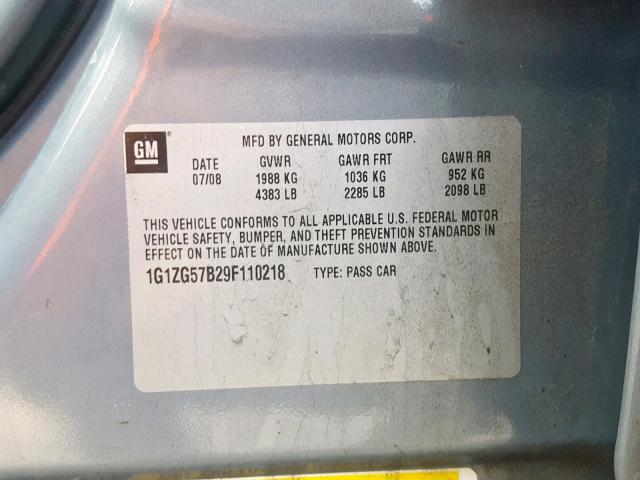 GM
MFD BY GENERAL MOTORS CORP.
DATE GVWR GAWR FRT GAWR RR
07/08 1988 KG 1036 KG 952 KG
4383 LB 2285 LB 2098 LB
THIS VEHICLE CONFORMS TO ALL APPLICABLE U.S. FEDERAL MOTOR
VEHICLE SAFETY, BUMPER, AND THEFT PREVENTION STANDARDS IN
EFFECT ON THE DATE OF MANUFACTURE SHOWN ABOVE.
1G1ZG57B29F110218 TYPE: PASS CAR